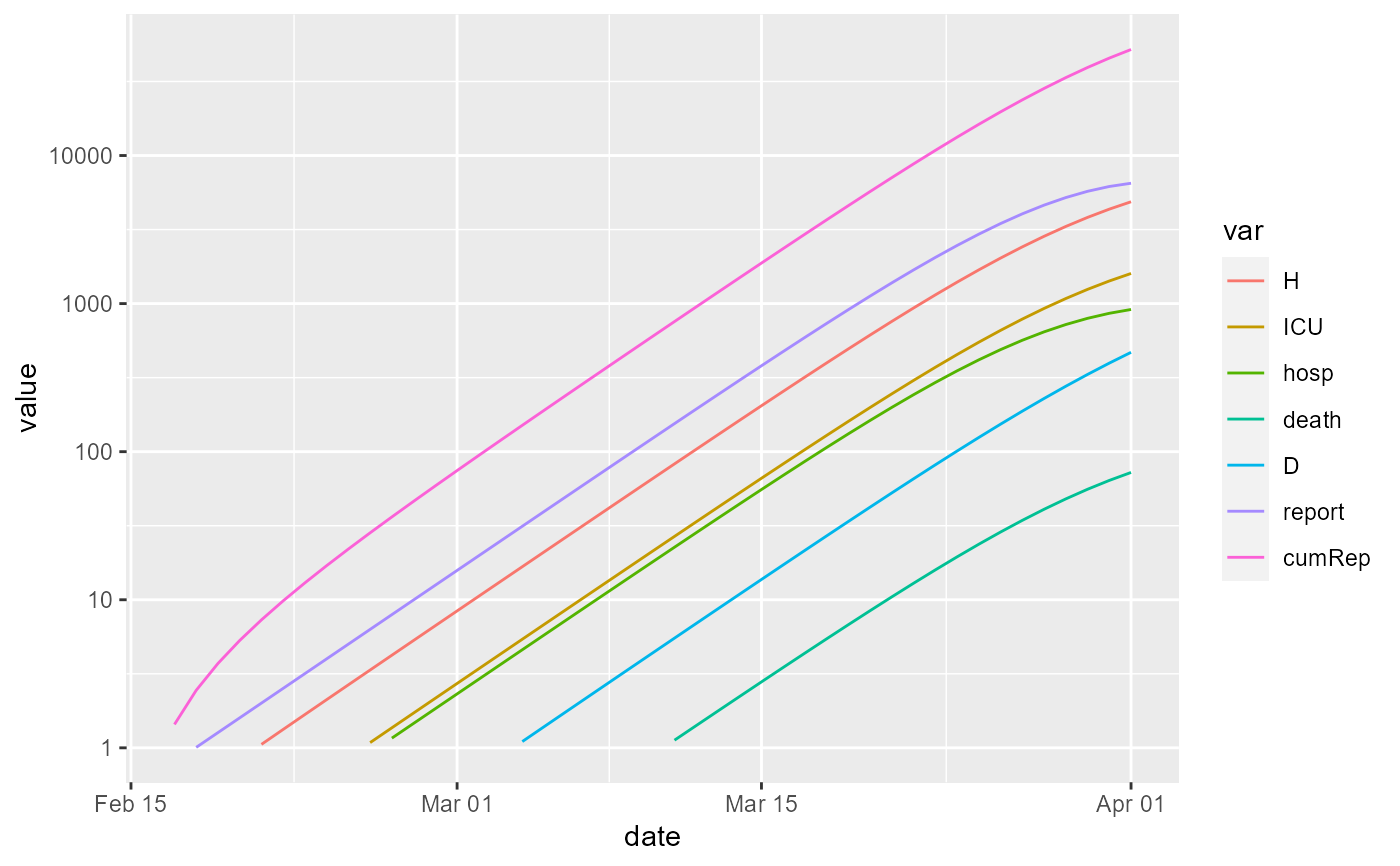 value
10000
1000
100
10
1
Feb 15
Mar 01
Mar 15
Apr 01
date
var
H
ICU
hosp
death
D
report
cumRep